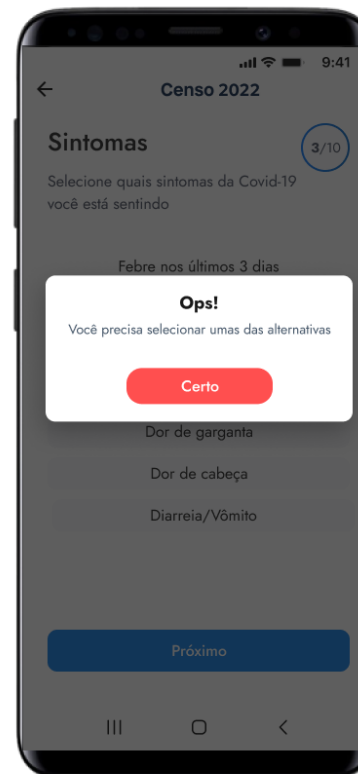 9:41
Censo 2022
Sintomas
3/10
Selecione quais sintomas da Covid-19
você está sentindo
Febre nos últimos 3 dias
Ops!
Você precisa selecionar umas das alternativas
Certo
Dor de garganta
Dor de cabeça
Diarreia/Vômito
Próximo